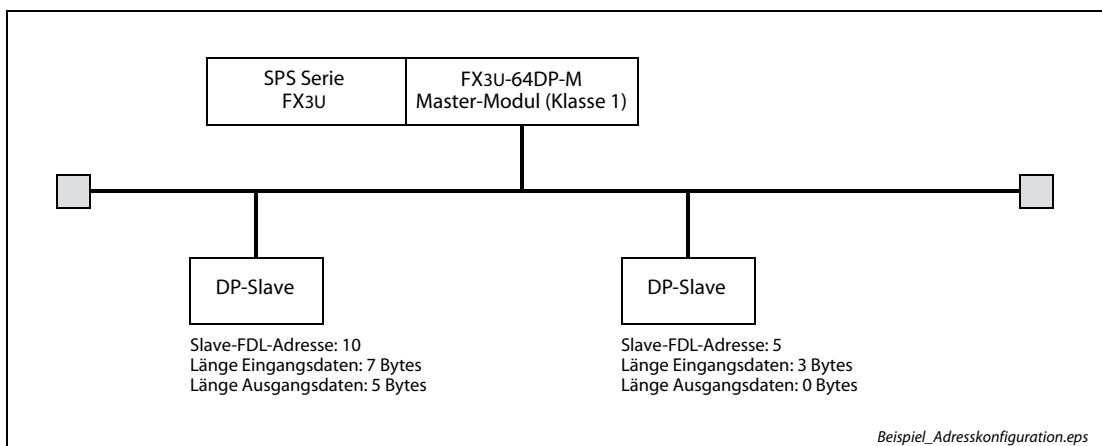 SPS Serie
FX3U
FX3U-64DP-M
Master-Modul (Klasse 1)
DP-Slave
Slave-FDL-Adresse: 10
Länge Eingangsdaten: 7 Bytes
Länge Ausgangsdaten: 5 Bytes
DP-Slave
Slave-FDL-Adresse: 5
Länge Eingangsdaten: 3 Bytes
Länge Ausgangsdaten: 0 Bytes
Beispiel_Adresskonfiguration.eps